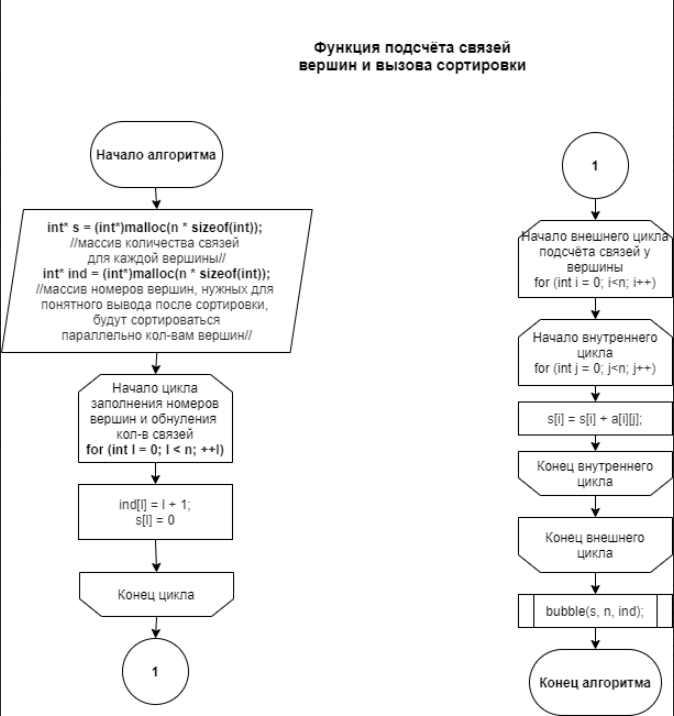 Функция подсчёта связей
вершин и вызова сортировки
Начало алгоритма
int* s = (int*)malloc(n * sizeof(int));
//массив количества связей
для каждой вершины//
int* ind = (int*)malloc(n * sizeof(int));
//массив номеров вершин, нужных для
понятного вывода после сортировки,
будут сортироваться
параллельно кол-вам вершин//
Начало цикла
заполнения номеров
вершин и обнуления
кол-в связей
for (int l = 0; l < n; ++l)
ind[l] = l + 1;
s[l] = 0
Конец цикла
1
1
Начало внешнего цикла
подсчёта связей у
вершины
for (int i = 0; i<n; i++)
Начало внутреннего
цикла
for (int j = 0; j<n; j++)
s[i] = s[i] + a[i][j];
Конец внутреннего
цикла
Конец внешнего
цикла
bubble(s, n, ind);
Конец алгоритма